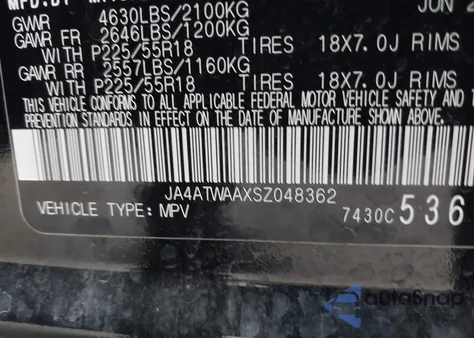 GVWR 4630LBS/2100KG
GAWR FR 2646LBS/1200KG
WITH P225/55R18 TIRES 18X7.0J RIMS
GAWR RR 2557LBS/1160KG
WITH P225/55R18 TIRES 18X7.0J RIMS
THIS VEHICLE CONFORMS TO ALL APPLICABLE FEDERAL MOTOR VEHICLE SAFETY AND
PREVENTION STANDARDS IN EFFECT ON THE DATE OF MANUFACTURE SHOWN ABOVE.
JA4ATWAAXSZ048362
VEHICLE TYPE: MPV 7430C 536
autoSnap